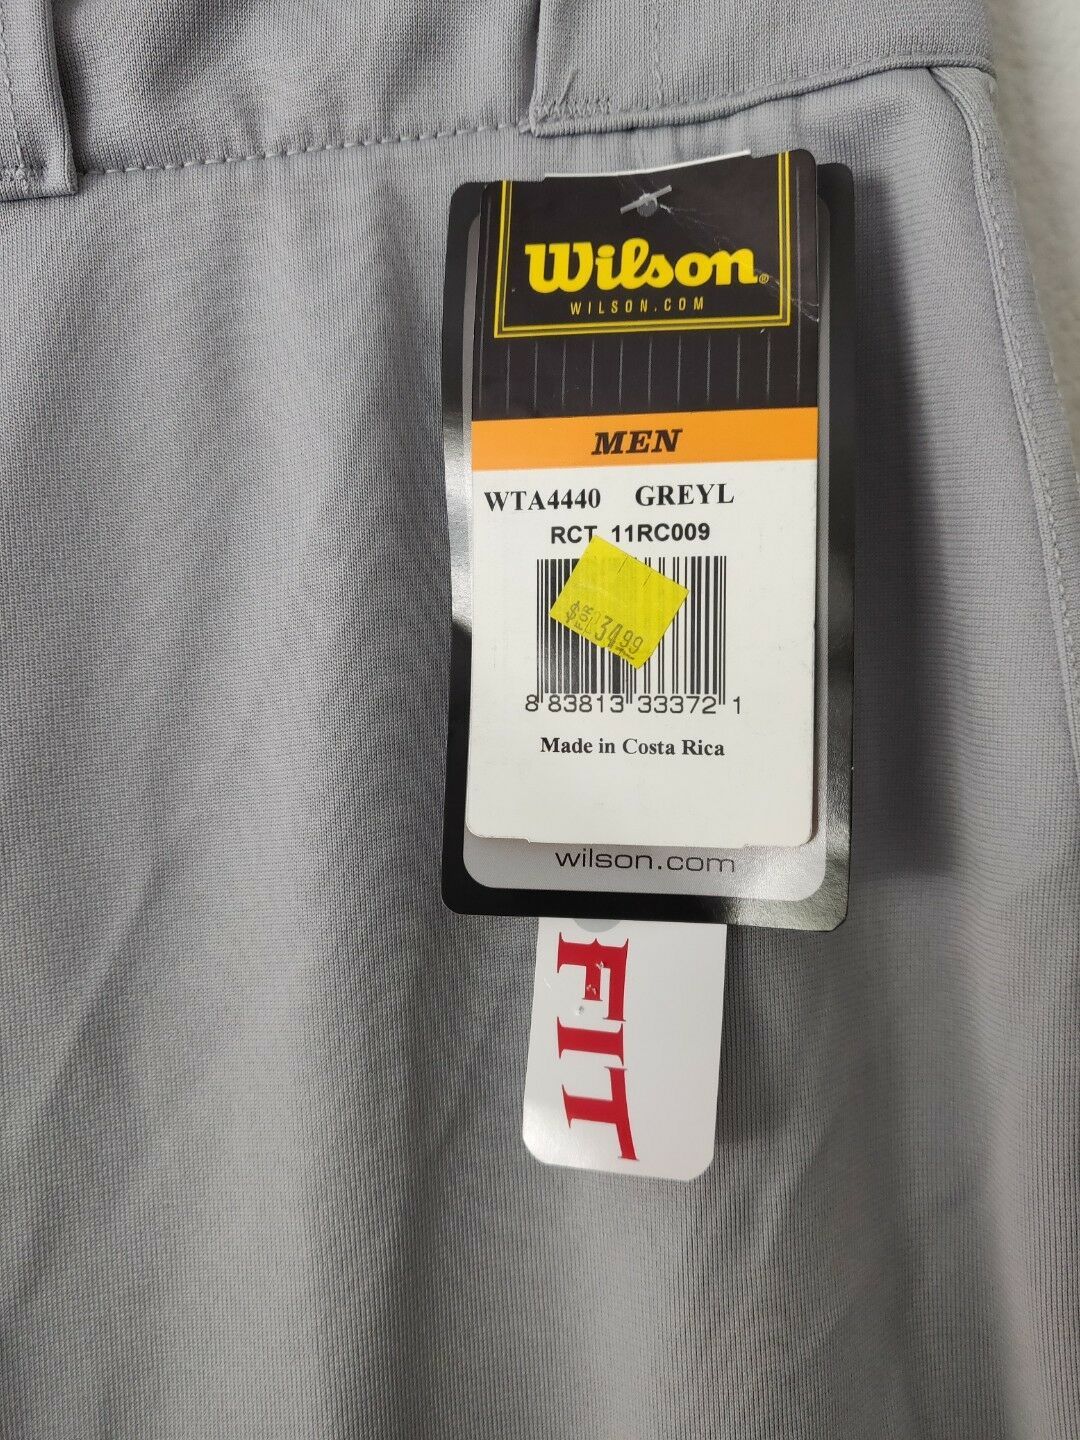 Wilson®
WILSON.COM
MEN
WTA4440 GREYL
RCT 11RC009
$34.99
8 83813 33372 1
Made in Costa Rica
wilson.com
FIT